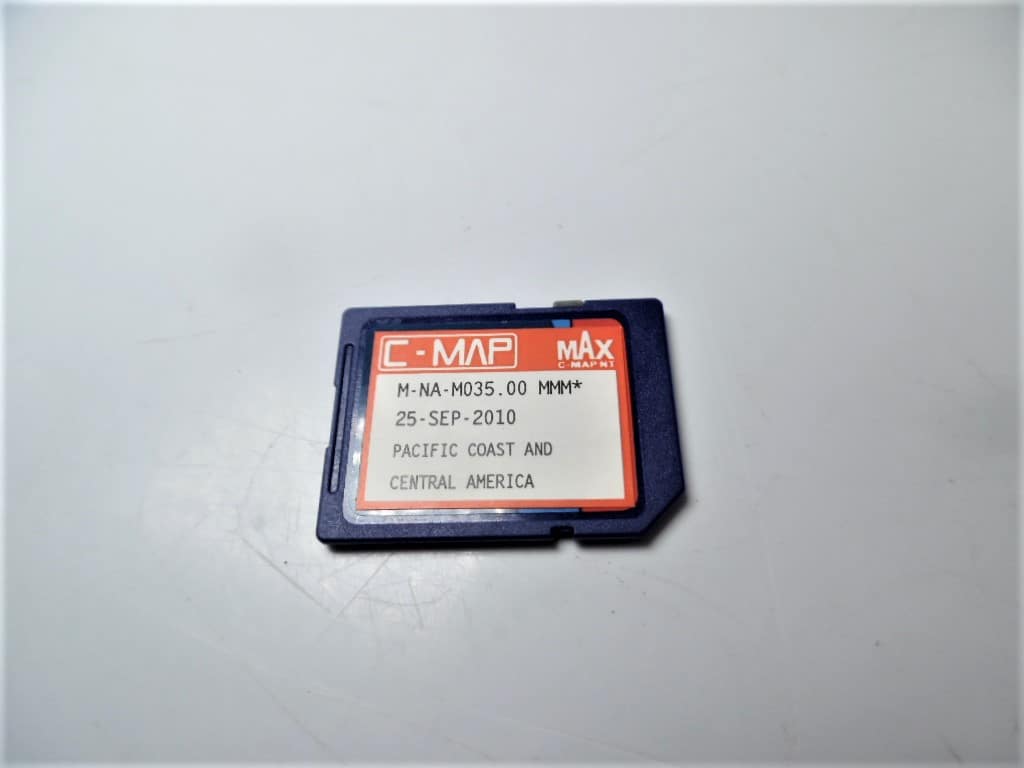 C-MAP
MAX
C-MAP NT
M-NA-M035.00 MMM*
25-SEP-2010
PACIFIC COAST AND
CENTRAL AMERICA